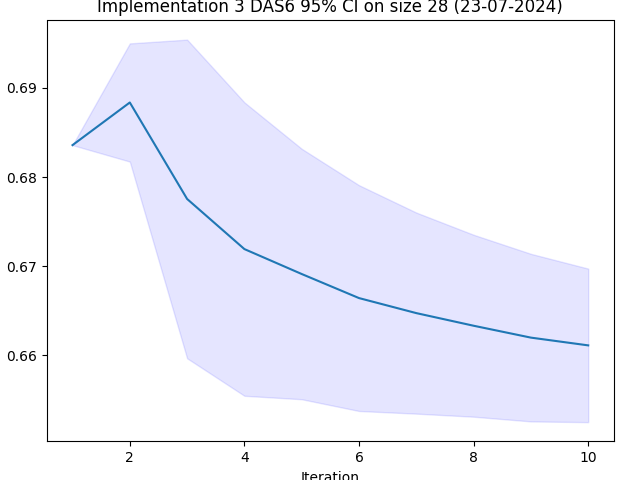 Implementation 3 DAS6 95% CI on size 28 (23-07-2024)
0.69
0.68
0.67
0.66
2 4 6 8 10
Iteration